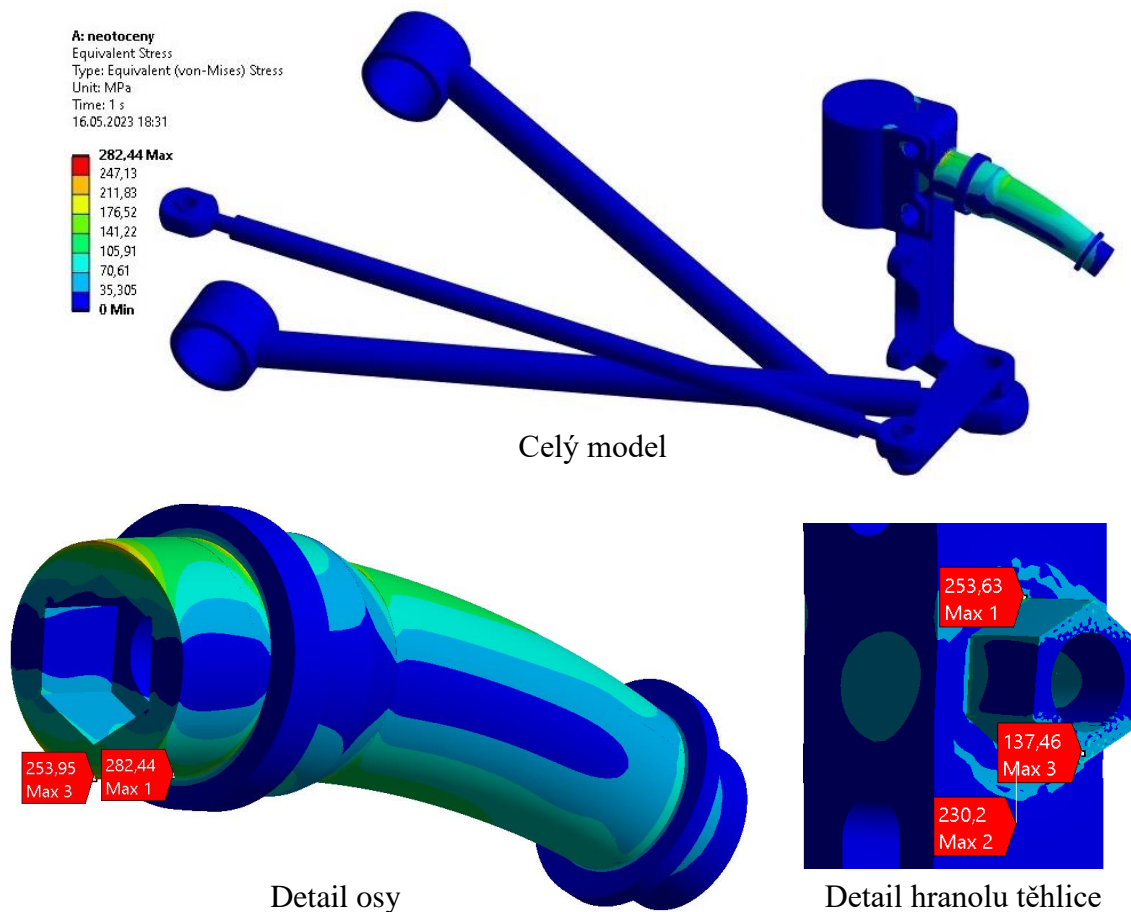 A: neotoceny
Equivalent Stress
Type: Equivalent (von-Mises) Stress
Unit: MPa
Time: 1 s
16.05.2023 18:31
282,44 Max
247,13
211,83
176,52
141,22
105,91
70,61
35,305
0 Min
Celý model
253,95
Max 3
282,44
Max 1
Detail osy
253,63
Max 1
137,46
Max 3
230,2
Max 2
Detail hranolu těhlice